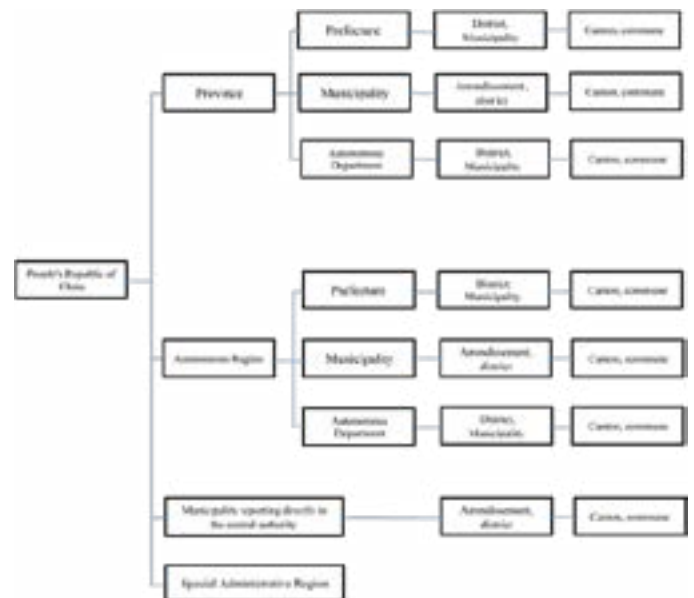 Prefecture
District,
Municipality
Canton, commune
Province
Municipality
Arrondissement,
district
Canton, commune
Autonomous
Department
District,
Municipality
Canton, commune
People's Republic of
China
Prefecture
District,
Municipality
Canton, commune
Autonomous Region
Municipality
Arrondissement,
district
Canton, commune
Autonomous
Department
District,
Municipality
Canton, commune
Municipality reporting directly to
the central authority
Arrondissement,
district
Canton, commune
Special Administrative Region